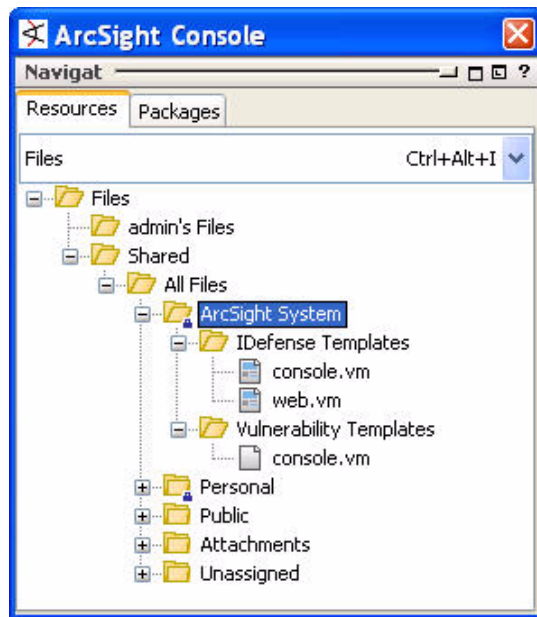 ArcSight Console
Navigat
?
Resources Packages
Files Ctrl+Alt+I
Files
admin's Files
Shared
All Files
ArcSight System
IDefense Templates
console.vm
web.vm
Vulnerability Templates
console.vm
Personal
Public
Attachments
Unassigned